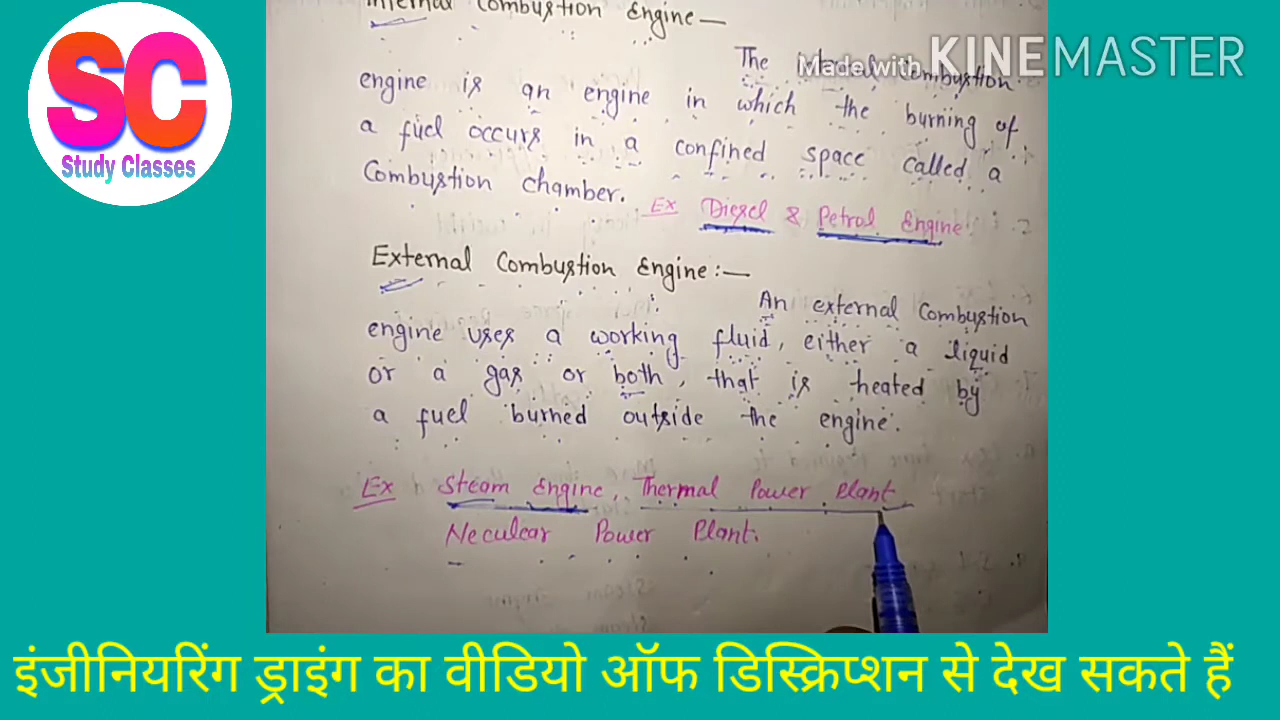 Internal Combustion Engine —
Made with KINEMASTER
The internal Combustion
engine is an engine in which the burning of
a fuel occurs in a confined space called a
Combustion chamber. Ex Diesel & Petrol Engine
External Combustion Engine :—
An external Combustion
engine uses a working fluid, either a liquid
or a gas or both, that is heated by
a fuel burned outside the engine.
Ex Steam Engine, Thermal Power Plant
Neculear Power Plant.
SC
Study Classes
इंजीनियरिंग ड्राइंग का वीडियो ऑफ डिस्क्रिप्शन से देख सकते हैं